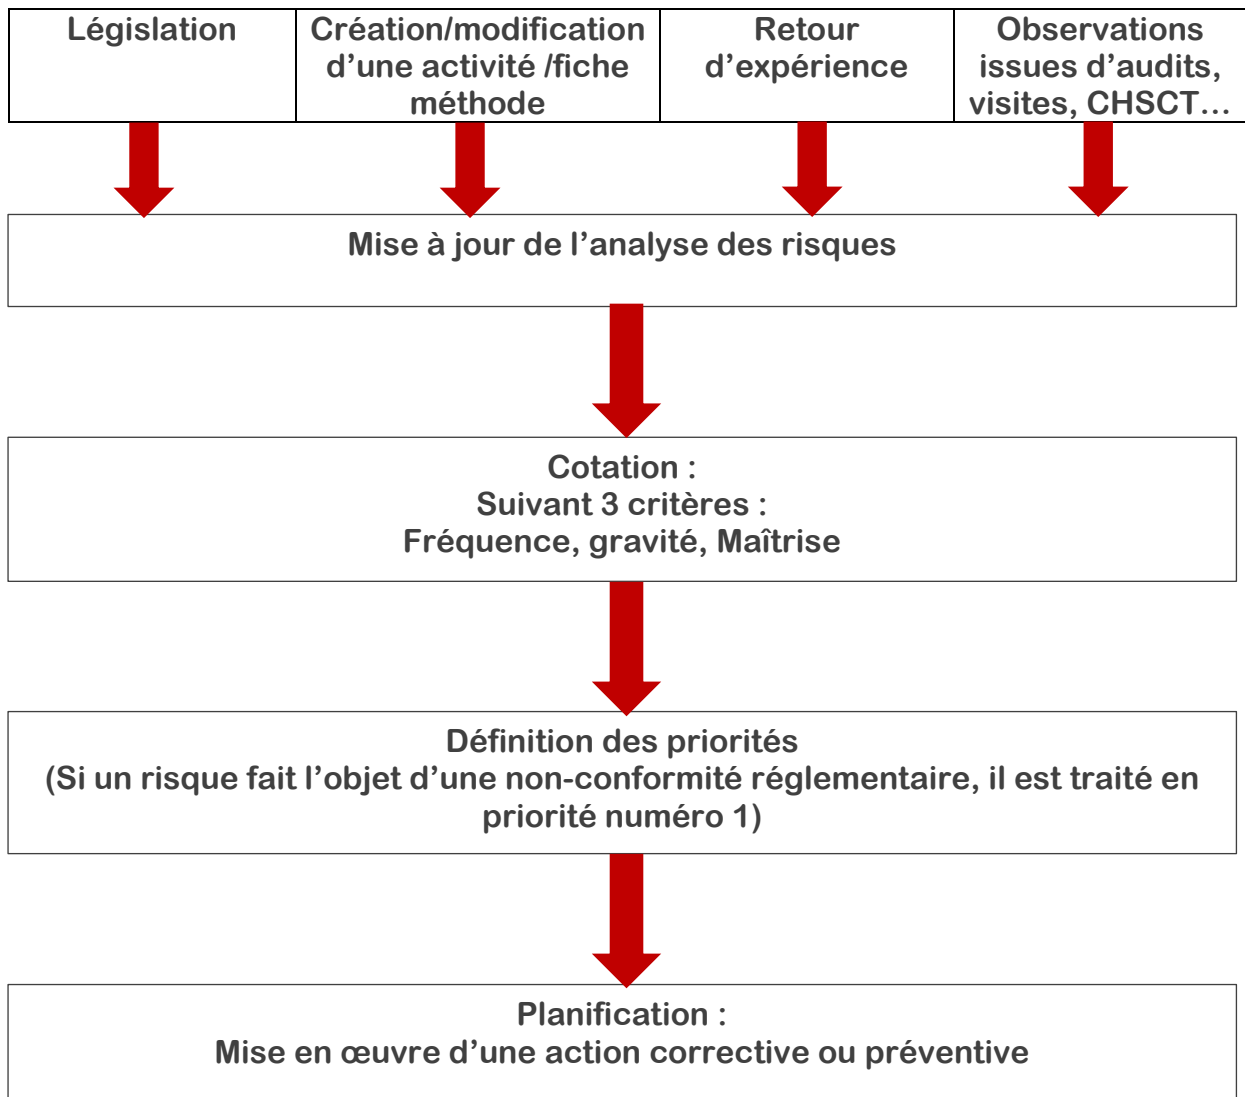 Législation
Création/modification
d’une activité /fiche
méthode
Retour
d’expérience
Observations
issues d’audits,
visites, CHSCT…
Mise à jour de l’analyse des risques
Cotation :
Suivant 3 critères :
Fréquence, gravité, Maîtrise
Définition des priorités
(Si un risque fait l’objet d’une non-conformité réglementaire, il est traité en
priorité numéro 1)
Planification :
Mise en œuvre d’une action corrective ou préventive